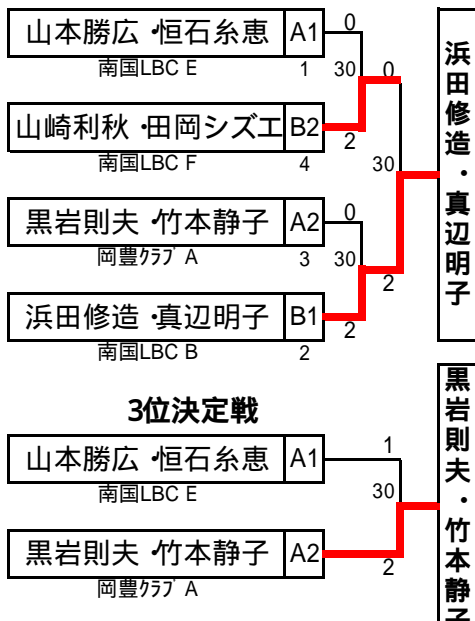 山本勝広・恒石糸恵 A1 0
南国LBC E 1 30 0
山崎利秋・田岡シズエ B2 2
南国LBC F 4 30
黒岩則夫・竹本静子 A2 0
岡豊クラブ A 3 30 2
浜田修造・真辺明子 B1 2
南国LBC B 2
浜田修造・真辺明子
3位決定戦
山本勝広・恒石糸恵 A1 1
南国LBC E 30
黒岩則夫・竹本静子 A2 2
岡豊クラブ A
黒岩則夫・竹本静子